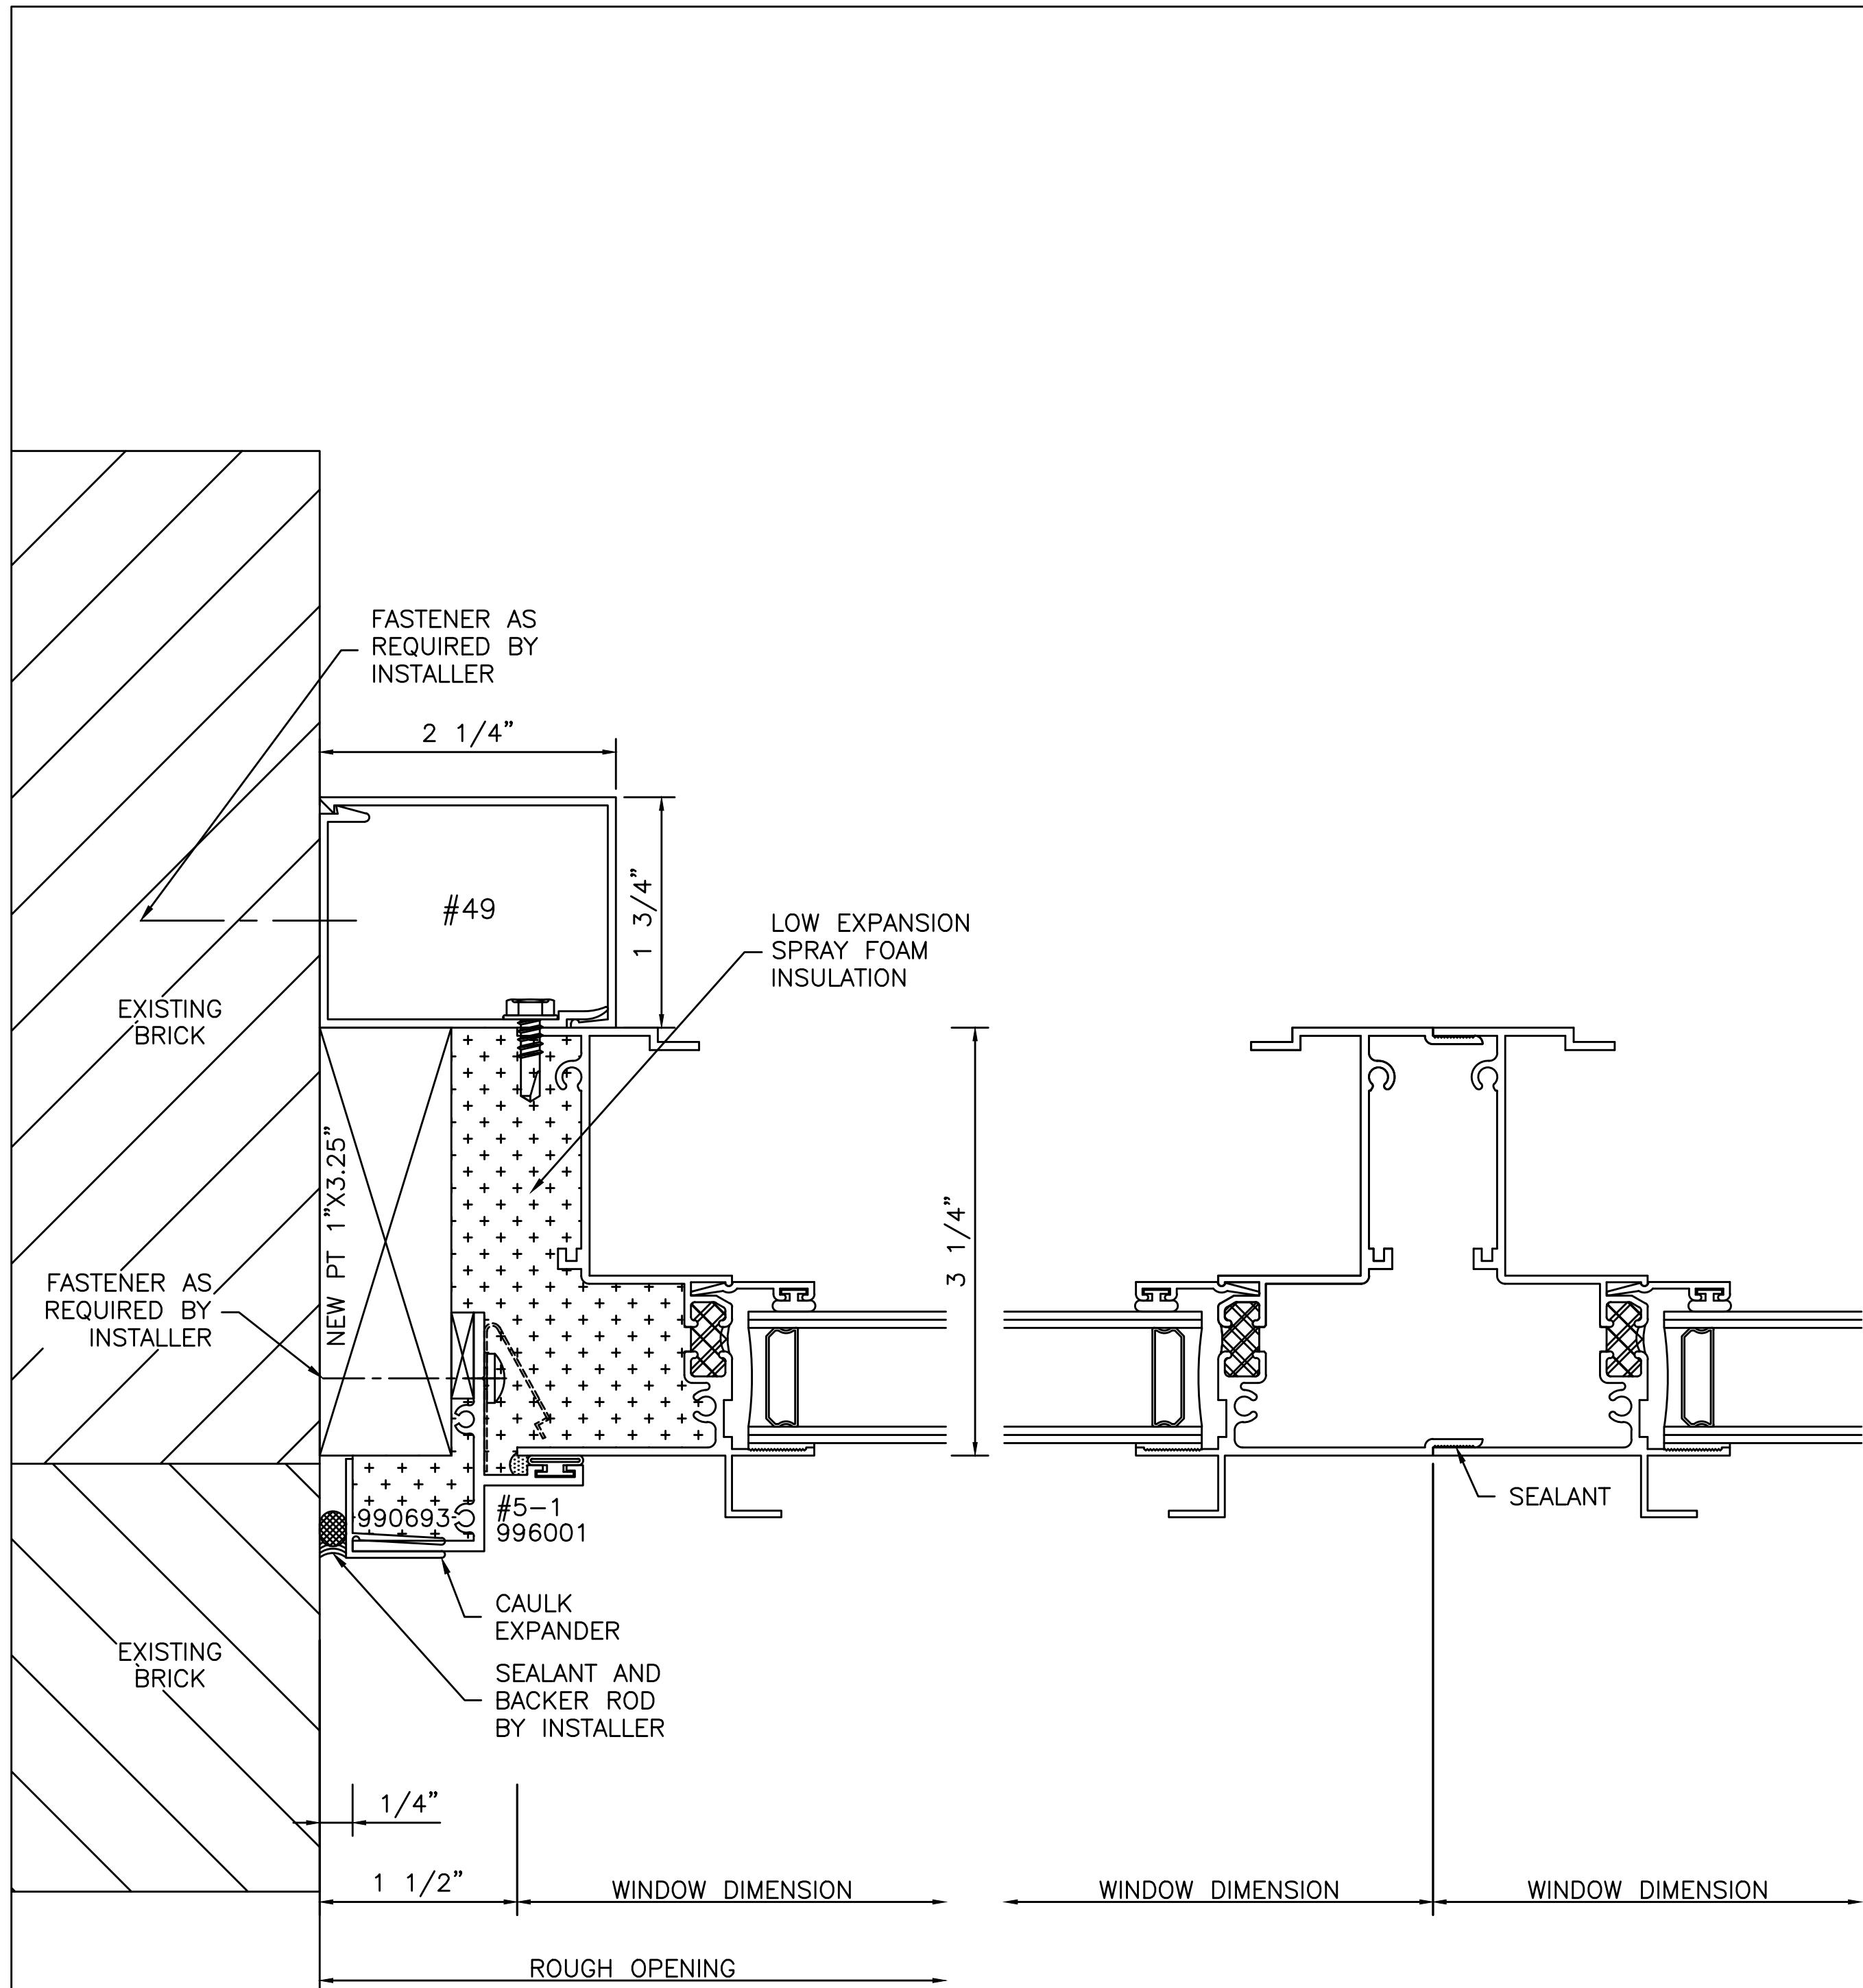 FASTENER AS
REQUIRED BY
INSTALLER
2 1/4”
1 3/4”
#49
LOW EXPANSION
SPRAY FOAM
INSULATION
EXISTING
BRICK
NEW PT 1”X3.25”
3 1/4”
FASTENER AS
REQUIRED BY
INSTALLER
990693
#5-1
996001
SEALANT
CAULK
EXPANDER
EXISTING
BRICK
SEALANT AND
BACKER ROD
BY INSTALLER
1/4”
1 1/2”
WINDOW DIMENSION
WINDOW DIMENSION
WINDOW DIMENSION
ROUGH OPENING